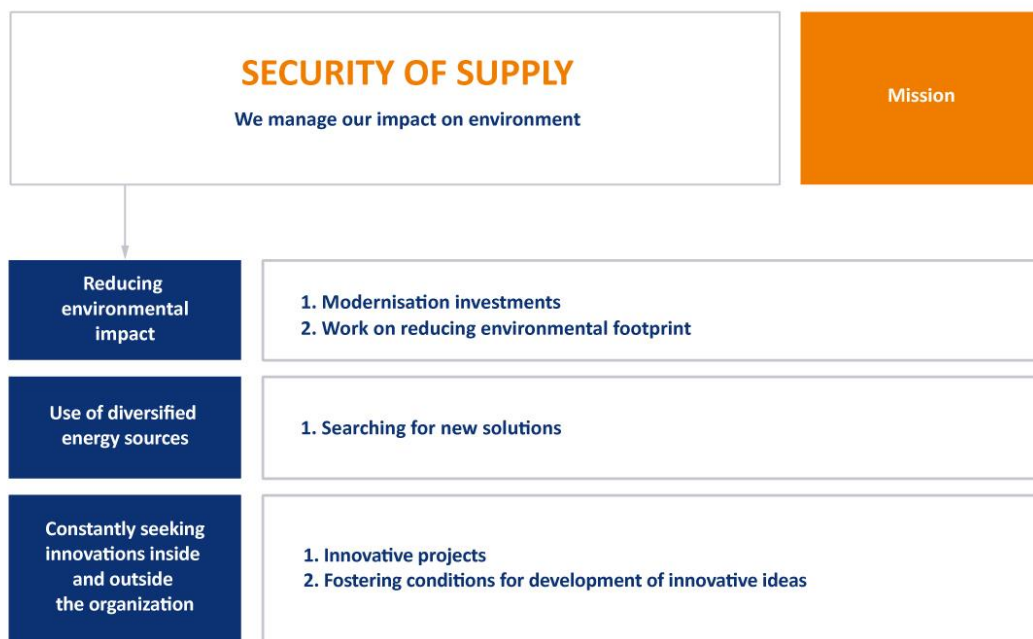 SECURITY OF SUPPLY
We manage our impact on environment
Mission
Reducing
environmental
impact
1. Modernisation investments
2. Work on reducing environmental footprint
Use of diversified
energy sources
1. Searching for new solutions
Constantly seeking
innovations inside
and outside
the organization
1. Innovative projects
2. Fostering conditions for development of innovative ideas